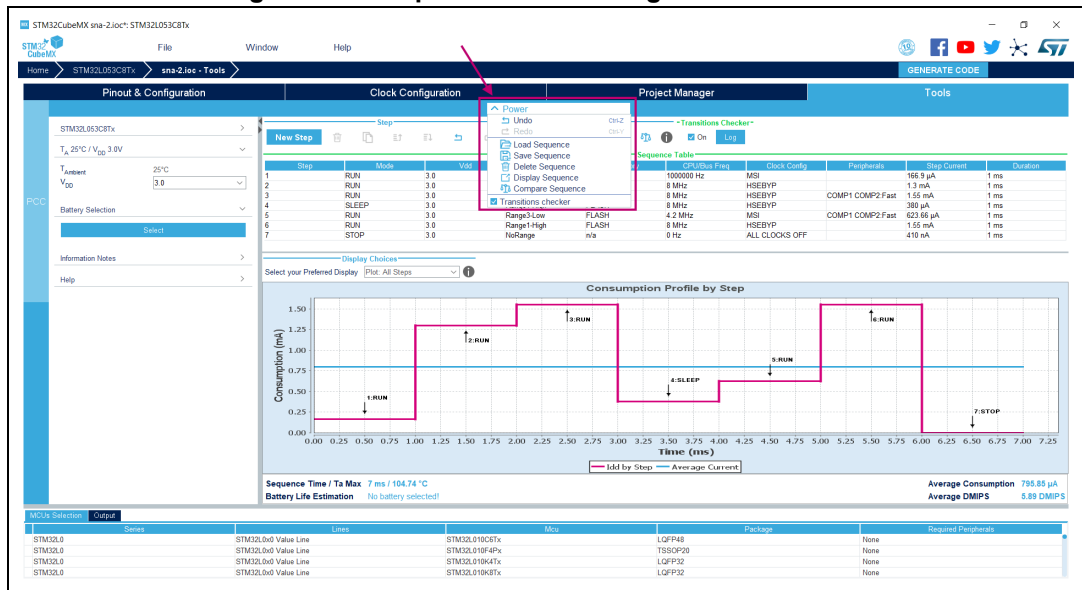 STM32CubeMX sna-2.ioc*: STM32L053C8Tx
STM32 CubeMX File Window Help
Home STM32L053C8Tx sna-2.ioc - Tools GENERATE CODE
Pinout & Configuration Clock Configuration Project Manager Tools
PCC
STM32L053C8Tx
TA 25°C / VDD 3.0V
TAmbient 25°C
VDD 3.0
Battery Selection
Select
Information Notes
Help
Step
New Step
Power
Undo Ctrl-Z
Redo Ctrl-Y
Load Sequence
Save Sequence
Delete Sequence
Display Sequence
Compare Sequence
Transitions checker
Transitions Checker
On Log
Sequence Table
Step Mode Vdd CPU/Bus Freq Clock Config Peripherals Step Current Duration
1 RUN 3.0 1000000 Hz MSI 166.9 µA 1 ms
2 RUN 3.0 8 MHz HSEBYP 1.3 mA 1 ms
3 RUN 3.0 8 MHz HSEBYP COMP1 COMP2:Fast 1.55 mA 1 ms
4 SLEEP 3.0 Range1-High FLASH 8 MHz HSEBYP 380 µA 1 ms
5 RUN 3.0 Range3-Low FLASH 4.2 MHz MSI COMP1 COMP2:Fast 623.66 µA 1 ms
6 RUN 3.0 Range1-High FLASH 8 MHz HSEBYP 1.55 mA 1 ms
7 STOP 3.0 NoRange n/a 0 Hz ALL CLOCKS OFF 410 nA 1 ms
Display Choices
Select your Preferred Display Plot: All Steps
Consumption Profile by Step
Consumption (mA)
1.50
1.25
1.00
0.75
0.50
0.25
0.00
1:RUN
2:RUN
3:RUN
4:SLEEP
5:RUN
6:RUN
7:STOP
0.00 0.25 0.50 0.75 1.00 1.25 1.50 1.75 2.00 2.25 2.50 2.75 3.00 3.25 3.50 3.75 4.00 4.25 4.50 4.75 5.00 5.25 5.50 5.75 6.00 6.25 6.50 6.75 7.00 7.25
Time (ms)
Idd by Step Average Current
Sequence Time / Ta Max 7 ms / 104.74 °C Average Consumption 795.85 µA
Battery Life Estimation No battery selected! Average DMIPS 5.89 DMIPS
MCUs Selection Output
Series Lines Mcu Package Required Peripherals
STM32L0 STM32L0x0 Value Line STM32L010C6Tx LQFP48 None
STM32L0 STM32L0x0 Value Line STM32L010F4Px TSSOP20 None
STM32L0 STM32L0x0 Value Line STM32L010K4Tx LQFP32 None
STM32L0 STM32L0x0 Value Line STM32L010K8Tx LQFP32 None